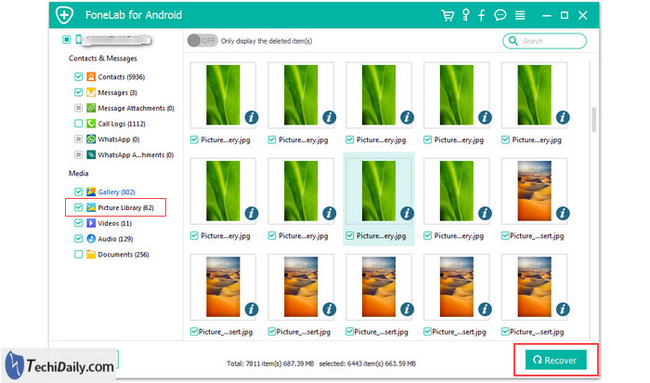 FoneLab for Android
OFF Only display the deleted item(s)
Search
Contacts & Messages
Contacts (5936)
Messages (3)
Message Attachments (0)
Call Logs (1112)
WhatsApp (0)
WhatsApp A...hments (0)
Media
Gallery (302)
Picture Library (62)
Videos (11)
Audio (129)
Documents (256)
Picture...ery.jpg
Picture...ery.jpg
Picture...ery.jpg
Picture...ery.jpg
Picture...ery.jpg
Picture...ery.jpg
Picture...ery.jpg
Picture...ery.jpg
Picture...ery.jpg
Picture_...sert.jpg
Picture_...sert.jpg
Picture_...sert.jpg
Picture_...sert.jpg
Picture_...sert.jpg
Picture_...sert.jpg
Total: 7811 item(s) 687.39 MB selected: 6443 item(s) 663.59 MB
Recover
TechiDaily.com